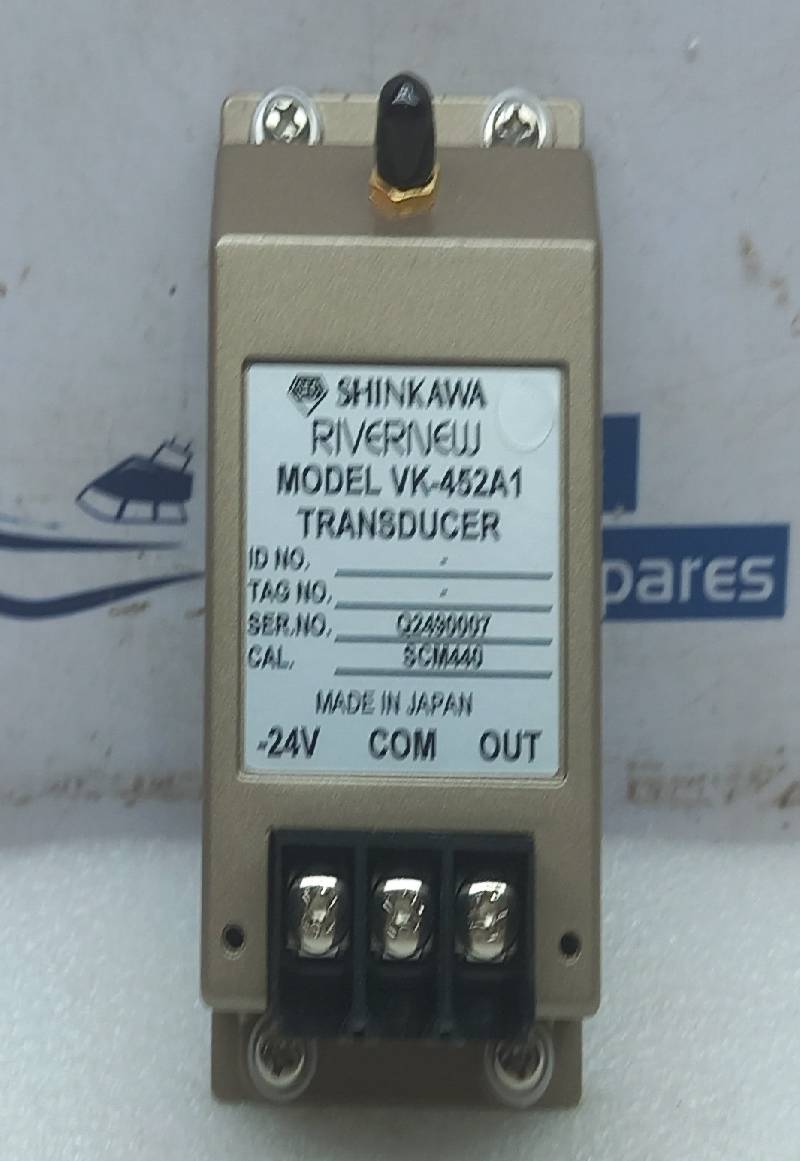 SHINKAWA
RIVERNEW
MODEL VK-452A1
TRANSDUCER
ID NO. -
TAG NO. -
SER.NO. Q2490007
CAL. SCM440
MADE IN JAPAN
-24V COM OUT
pares